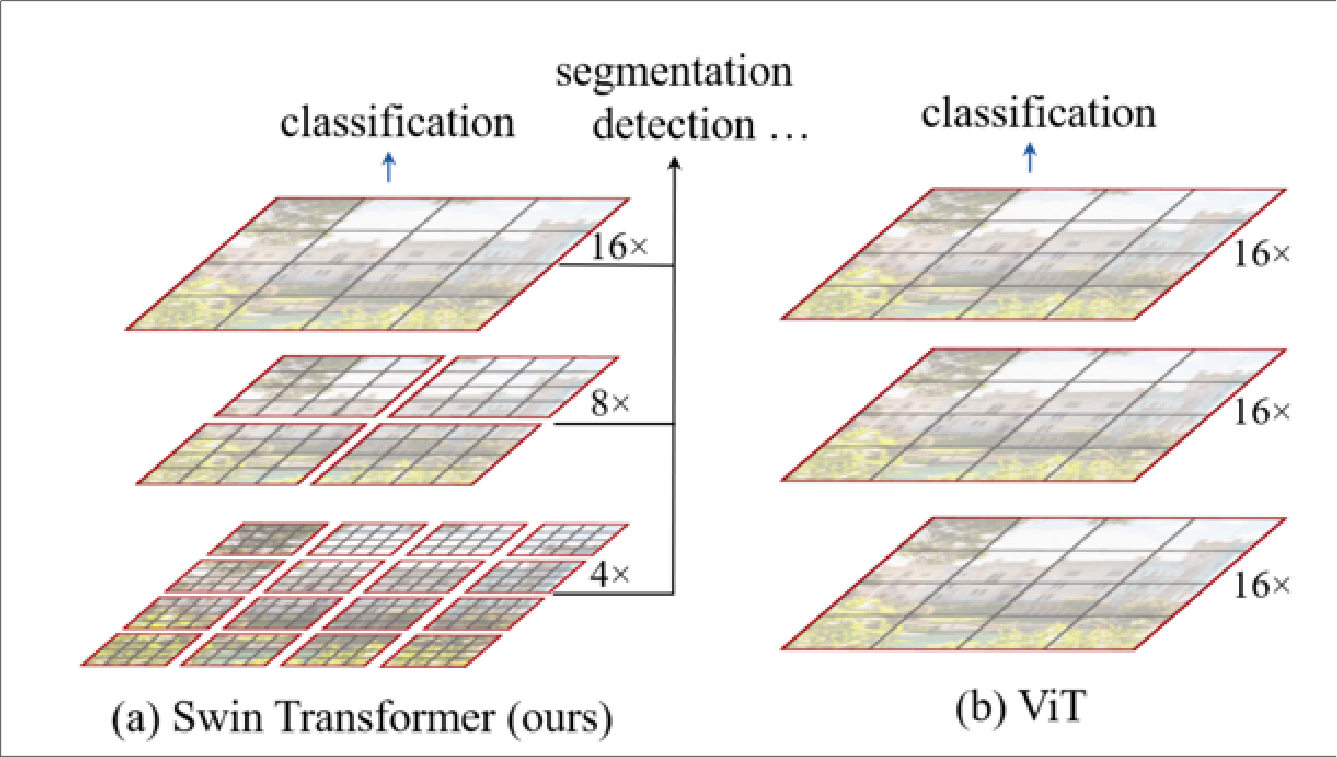 segmentation
detection …
classification
16×
8×
4×
(a) Swin Transformer (ours)
classification
16×
16×
16×
(b) ViT